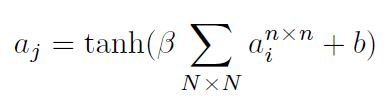 a_j = tanh(β ∑_{N×N} a_i^{n×n} + b)